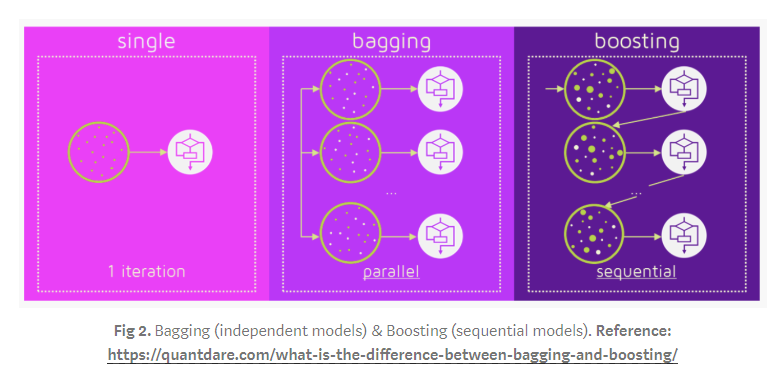 single
bagging
boosting
...
...
1 iteration
parallel
sequential
Fig 2. Bagging (independent models) & Boosting (sequential models). Reference:
https://quantdare.com/what-is-the-difference-between-bagging-and-boosting/